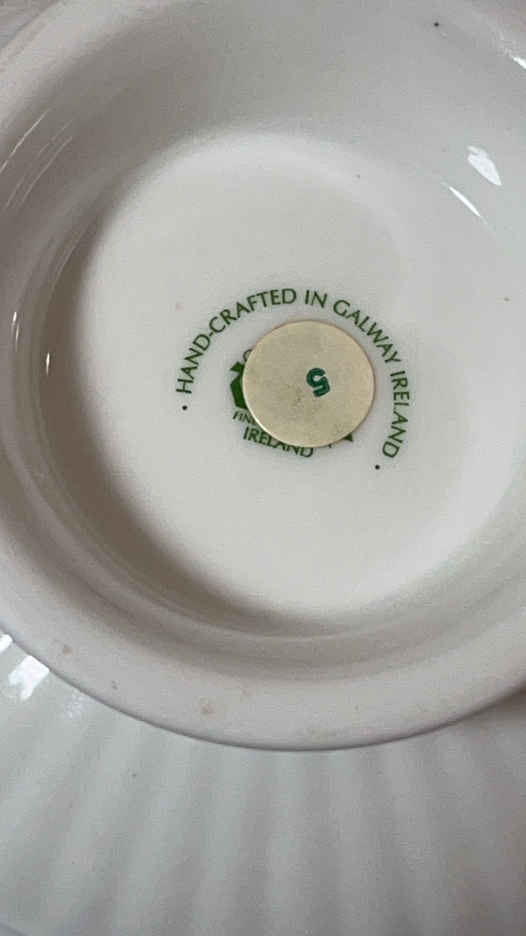 HAND-CRAFTED IN GALWAY IRELAND
5
IRELAND